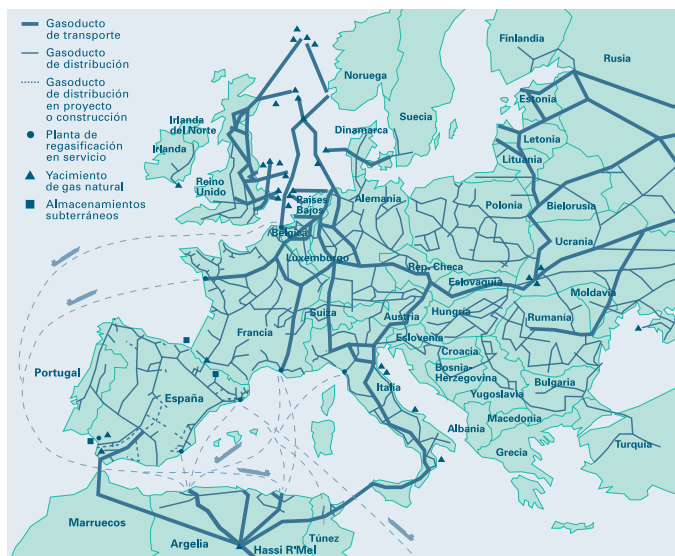 Gasoducto
de transporte
Gasoducto
de distribución
Gasoducto
de distribución
en proyecto
o construcción
Planta de
regasificación
en servicio
Yacimiento
de gas natural
Almacenamientos
subterráneos
Finlandia
Rusia
Noruega
Suecia
Estonia
Irlanda
del Norte
Dinamarca
Letonia
Irlanda
Lituania
Reino
Unido
Países
Bajos
Alemania
Polonia
Bielorusia
Bélgica
Ucrania
Luxemburgo
Rep. Checa
Eslovaquia
Moldavia
Suiza
Austria
Hungría
Rumanía
Francia
Eslovenia
Croacia
Bosnia-
Herzegovina
Portugal
España
Italia
Yugoslavia
Bulgaria
Macedonia
Albania
Grecia
Turquía
Marruecos
Argelia
Hassi R'Mel
Túnez